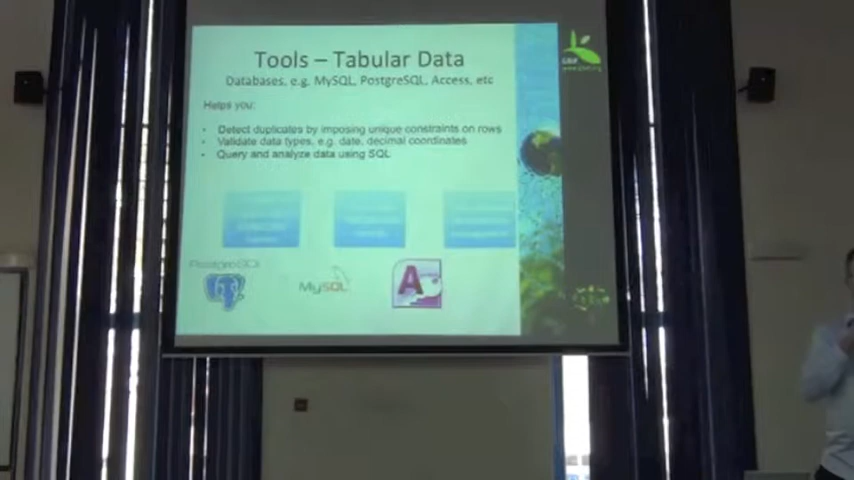 Tools – Tabular Data
Databases, e.g. MySQL, PostgreSQL, Access, etc
Helps you:
• Detect duplicates by imposing unique constraints on rows
• Validate data types, e.g. date, decimal coordinates
• Query and analyze data using SQL
PostgreSQL
MySQL
A